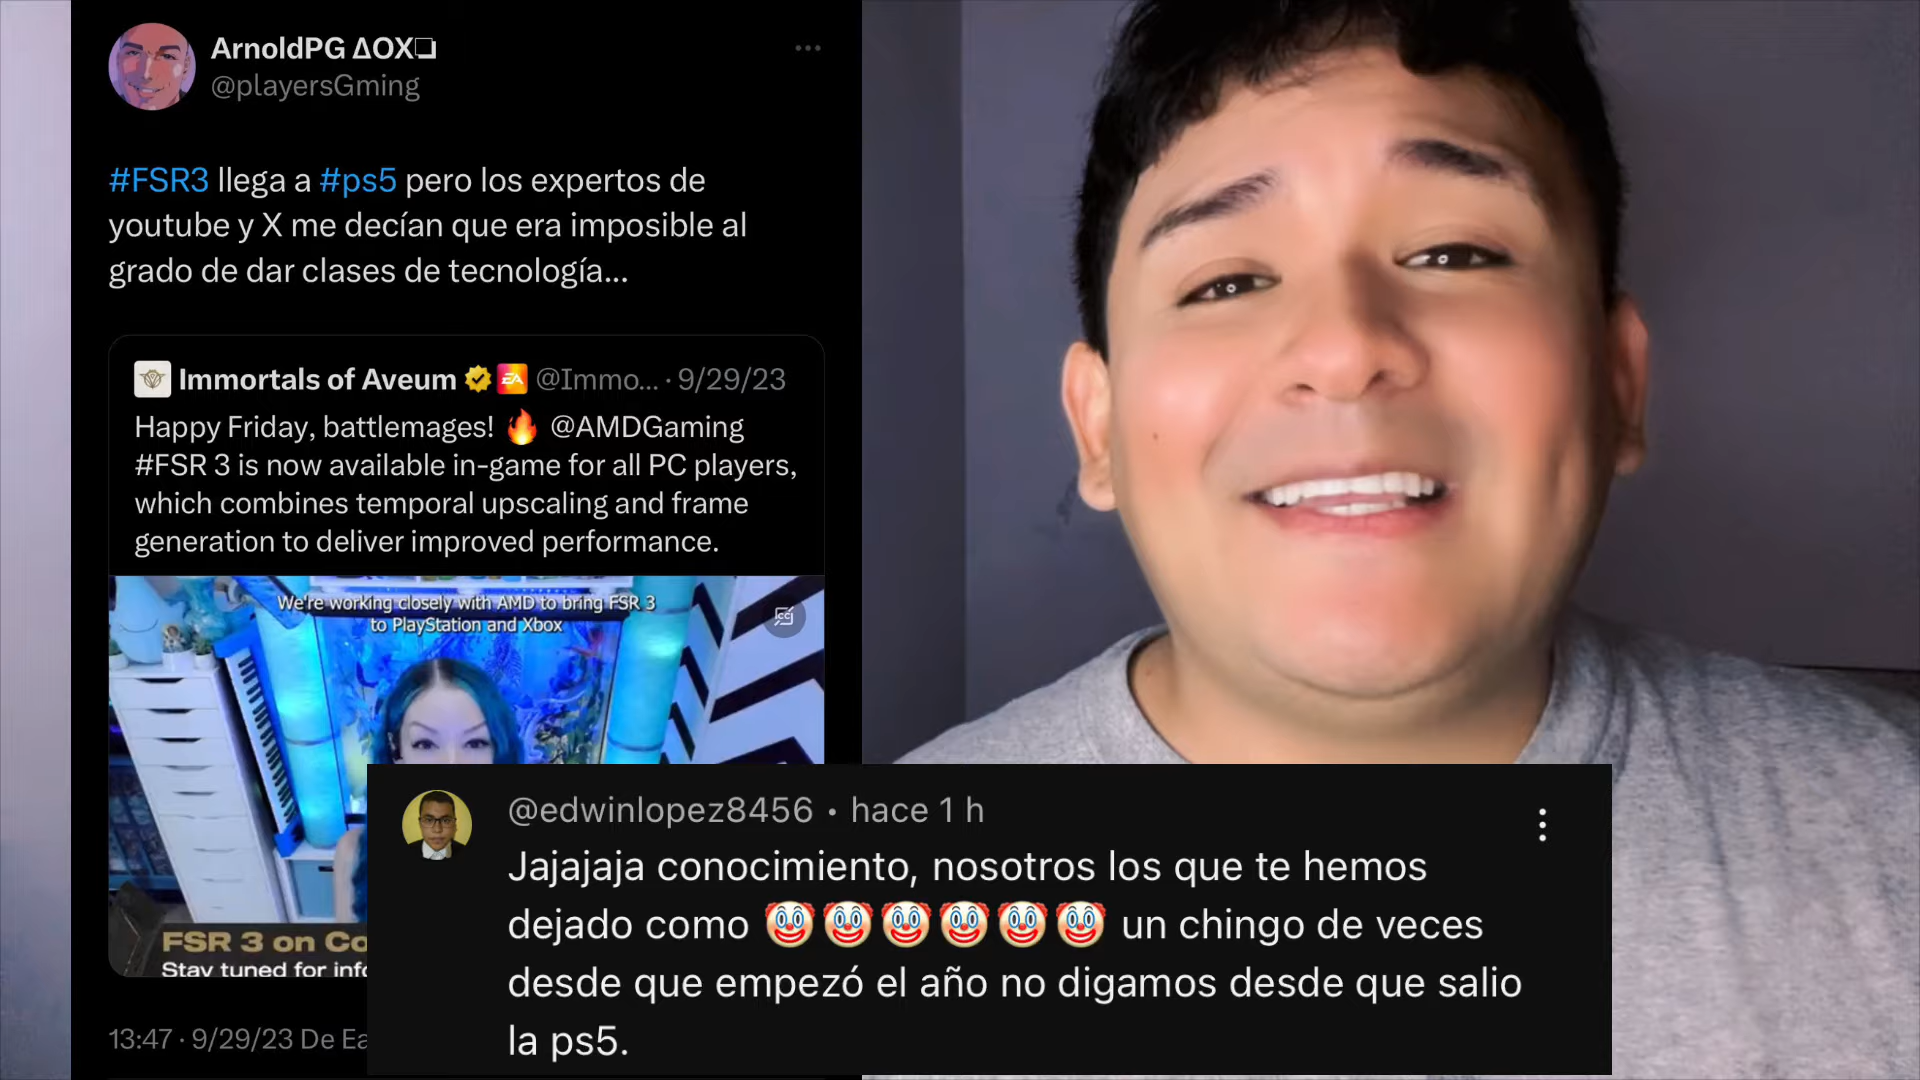 ArnoldPG ΔOX❏
@playersGming
#FSR3 llega a #ps5 pero los expertos de
youtube y X me decían que era imposible al
grado de dar clases de tecnología...
Immortals of Aveum @Immo... · 9/29/23
Happy Friday, battlemages! 🔥 @AMDGaming
#FSR 3 is now available in-game for all PC players,
which combines temporal upscaling and frame
generation to deliver improved performance.
We're working closely with AMD to bring FSR 3
to PlayStation and Xbox
FSR 3 on Co
Stay tuned for info
13:47 · 9/29/23 De Ea
@edwinlopez8456 · hace 1 h
Jajajaja conocimiento, nosotros los que te hemos
dejado como 🤡🤡🤡🤡🤡🤡 un chingo de veces
desde que empezó el año no digamos desde que salio
la ps5.